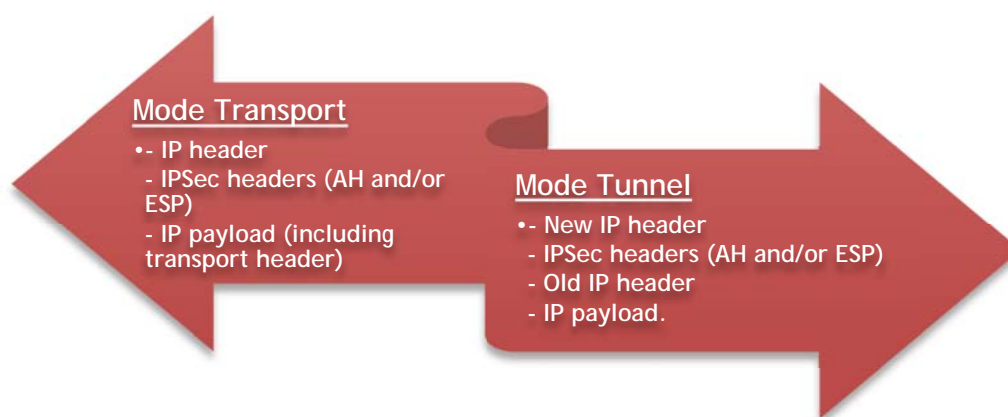 Mode Transport
•- IP header
- IPSec headers (AH and/or
ESP)
- IP payload (including
transport header)
Mode Tunnel
•- New IP header
- IPSec headers (AH and/or ESP)
- Old IP header
- IP payload.